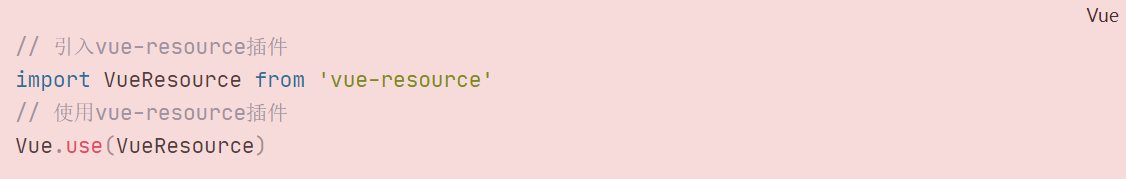 Vue
// 引入vue-resource插件
import VueResource from 'vue-resource'
// 使用vue-resource插件
Vue.use(VueResource)